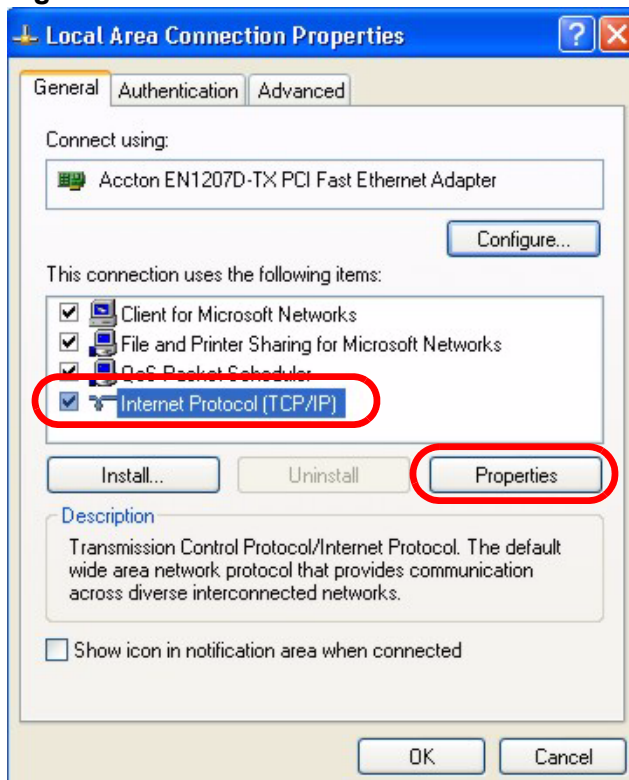 Local Area Connection Properties
General Authentication Advanced
Connect using:
Accton EN1207D-TX PCI Fast Ethernet Adapter
Configure...
This connection uses the following items:
Client for Microsoft Networks
File and Printer Sharing for Microsoft Networks
QoS Packet Scheduler
Internet Protocol (TCP/IP)
Install... Uninstall Properties
Description
Transmission Control Protocol/Internet Protocol. The default
wide area network protocol that provides communication
across diverse interconnected networks.
Show icon in notification area when connected
OK Cancel